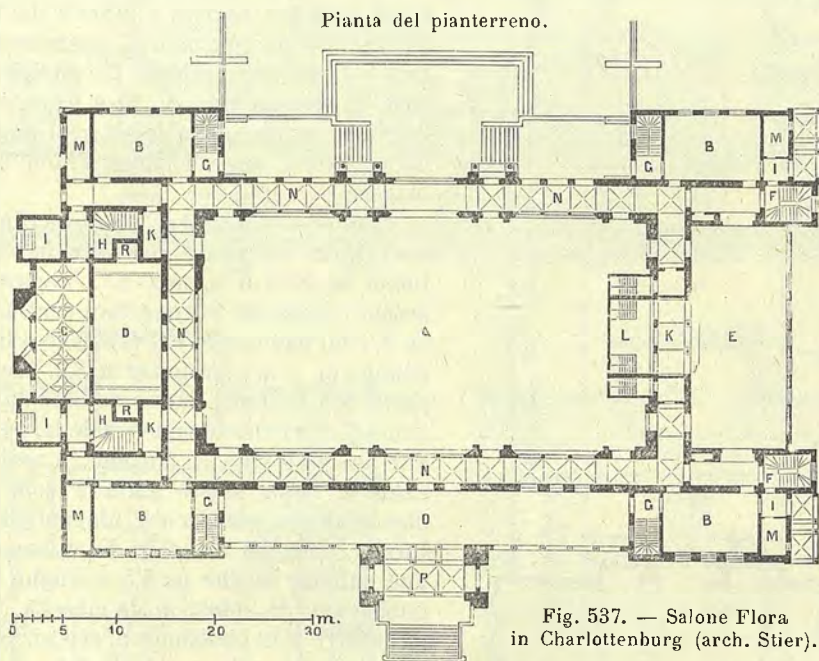 Pianta del pianterreno.
M B G G B M
I
N N F
I H K
R
C D N A L K E
R
I H K
N F
M B G O G B I
M
P
0 5 10 20 30 m.
Fig. 537. — Salone Flora
in Charlottenburg (arch. Stier).